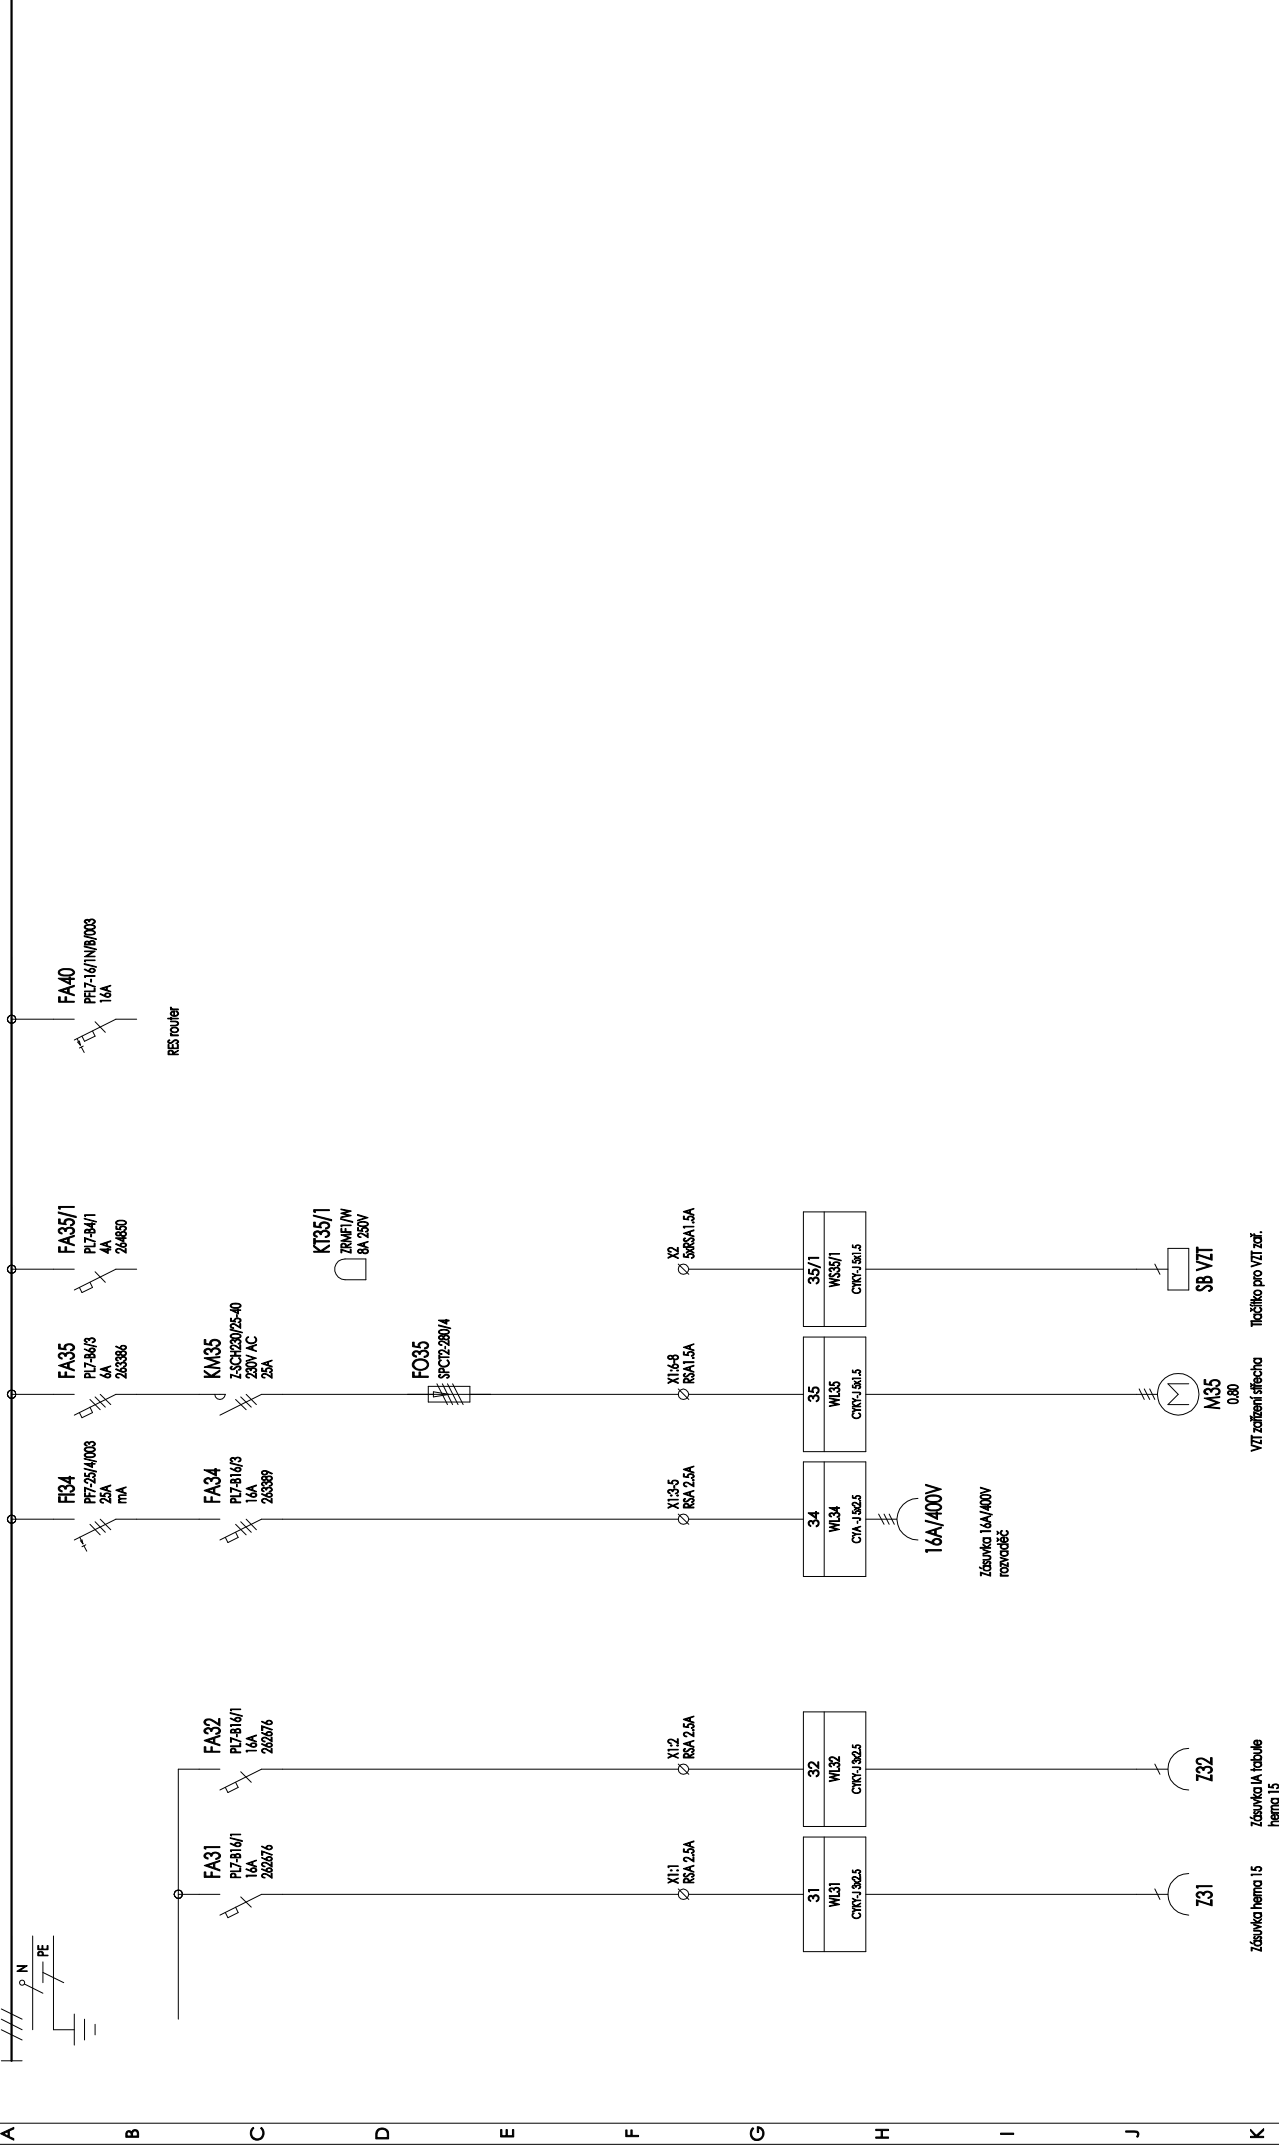 A
B
C
D
E
F
G
H
I
J
K
N
PE
FA31
PL7-B16/1
16A
262676
X1:1
RSA 2.5A
31
WL31
CYKY-J 3x2.5
Z31
Zásuvka herna 15
FA32
PL7-B16/1
16A
262676
X1:2
RSA 2.5A
32
WL32
CYKY-J 3x2.5
Z32
Zásuvka IA tabule
herna 15
FI34
PF7-25/4/003
25A
mA
FA34
PL7-B16/3
16A
263389
X1:3-5
RSA 2.5A
34
WL34
CYA -J 5x2.5
16A/400V
Zásuvka 16A/400V
rozvaděč
FA35
PL7-B6/3
6A
263386
KM35
Z-SCH230/25-40
230V AC
25A
FO35
SPCT2-280/4
X1:6-8
RSA1.5A
35
WL35
CYKY-J 5x1.5
M
M35
0.80
VZT zařízení střecha
FA35/1
PL7-B4/1
4A
264850
KT35/1
ZRMF1/W
8A 250V
X2
5xRSA1.5A
35/1
WS35/1
CYKY-J 5x1.5
SB VZT
Tlačítko pro VZT zař.
FA40
PFL7-16/1N/B/003
16A
RES router